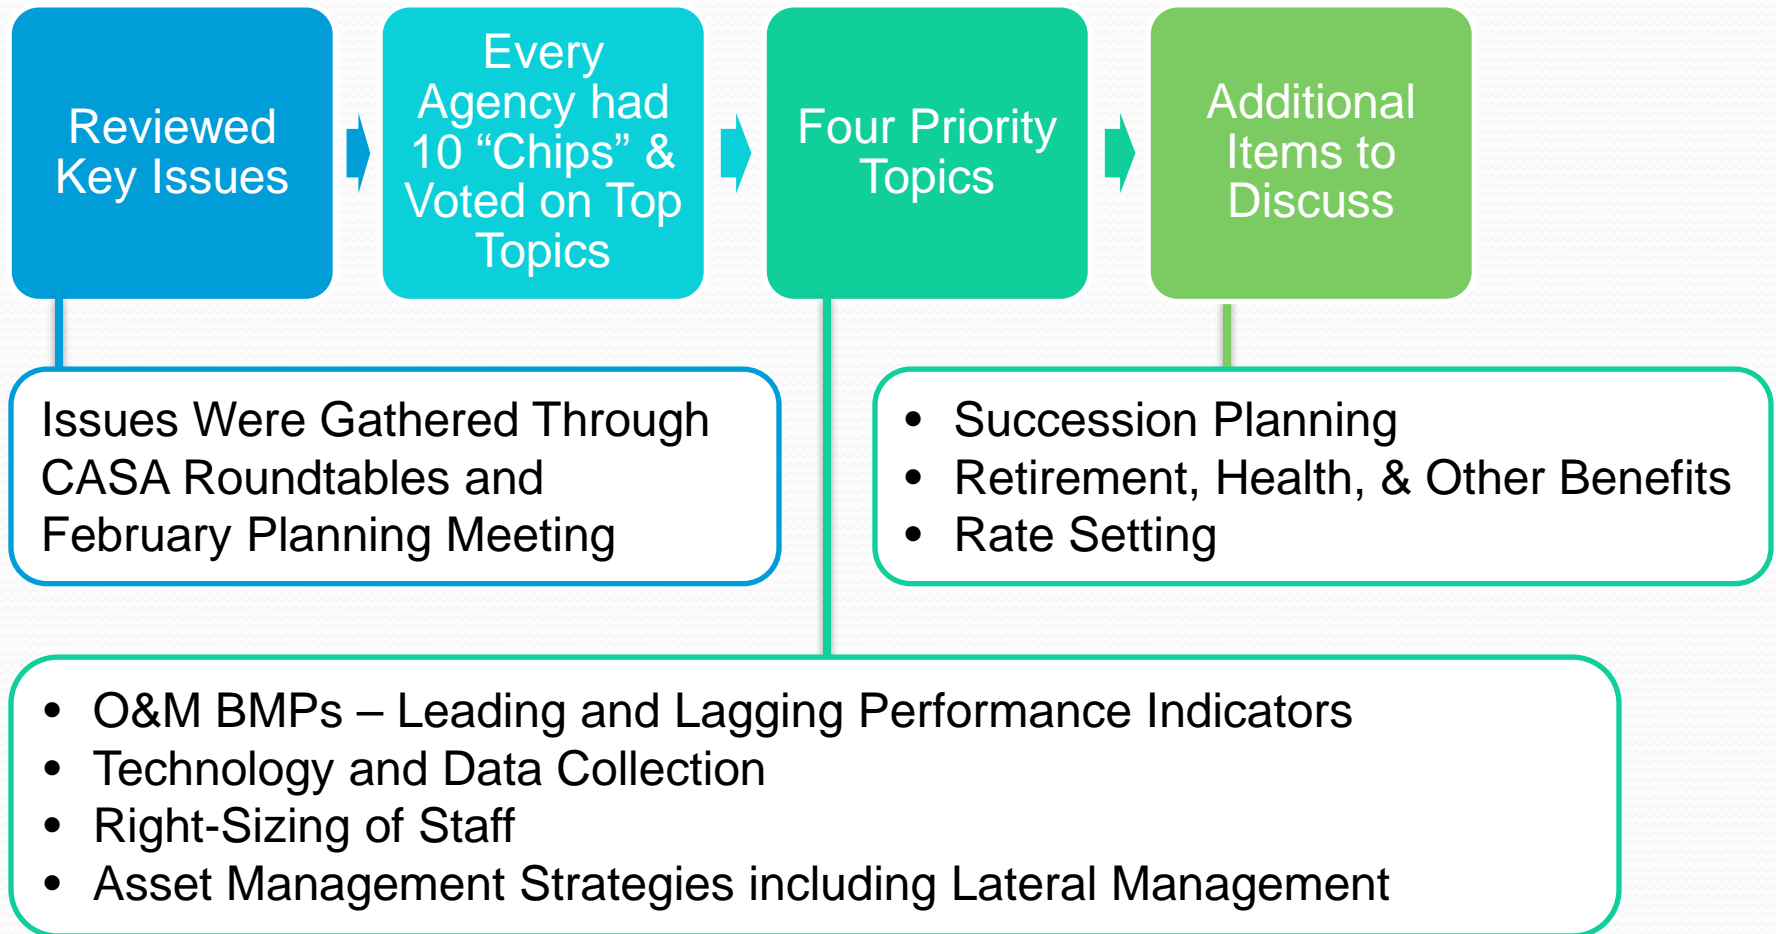 Reviewed
Key Issues
Every
Agency had
10 “Chips” &
Voted on Top
Topics
Four Priority
Topics
Additional
Items to
Discuss
Issues Were Gathered Through
CASA Roundtables and
February Planning Meeting
• Succession Planning
• Retirement, Health, & Other Benefits
• Rate Setting
• O&M BMPs – Leading and Lagging Performance Indicators
• Technology and Data Collection
• Right-Sizing of Staff
• Asset Management Strategies including Lateral Management